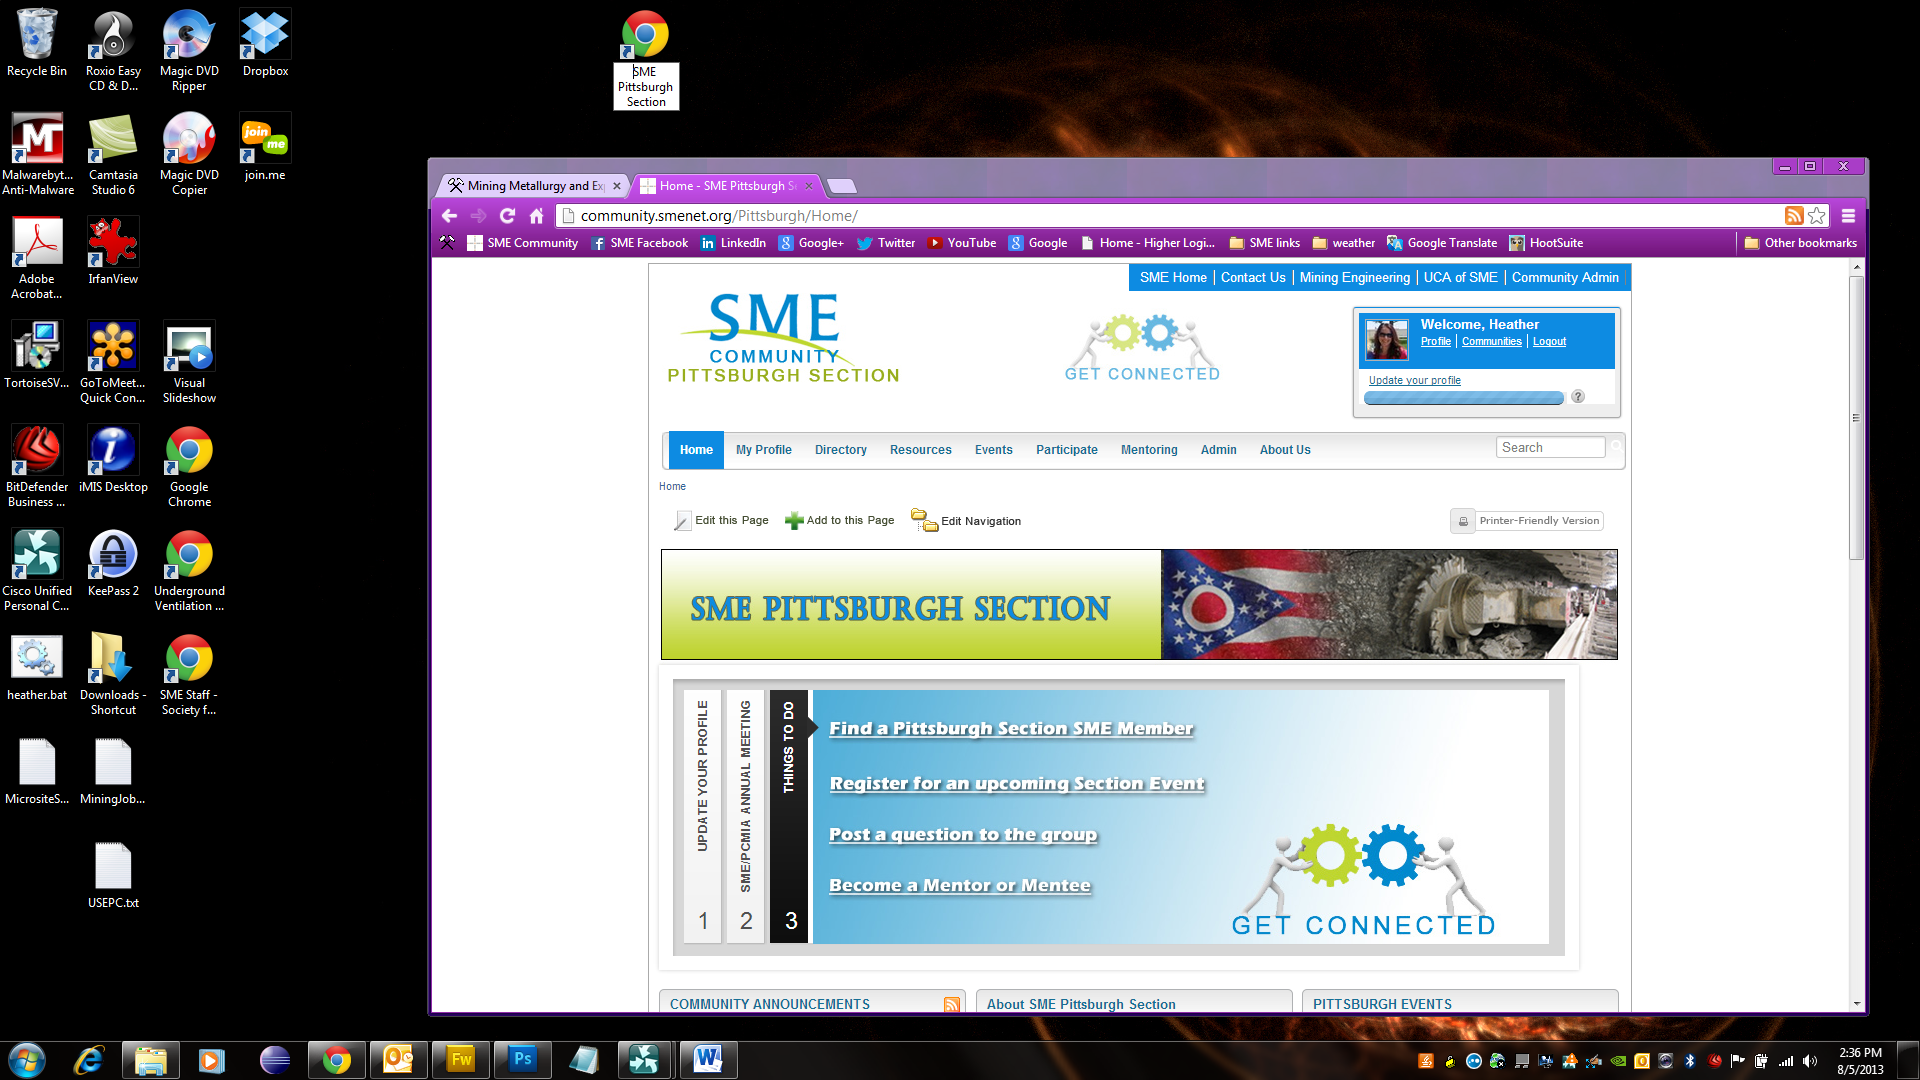 Recycle Bin
Roxio Easy
CD & D...
Magic DVD
Ripper
Dropbox
SME
Pittsburgh
Section
Malwarebyt...
Anti-Malware
Camtasia
Studio 6
Magic DVD
Copier
join
me
join.me
Adobe
Acrobat...
IrfanView
TortoiseSV...
GoToMeet...
Quick Con...
Visual
Slideshow
BitDefender
Business ...
iMIS Desktop
Google
Chrome
Cisco Unified
Personal C...
KeePass 2
Underground
Ventilation ...
heather.bat
Downloads -
Shortcut
SME Staff -
Society f...
MicrositeS...
MiningJob...
USEPC.txt
Mining Metallurgy and Ex
Home - SME Pittsburgh S
community.smenet.org/Pittsburgh/Home/
SME Community
SME Facebook
LinkedIn
Google+
Twitter
YouTube
Google
Home - Higher Logi...
SME links
weather
Google Translate
HootSuite
Other bookmarks
SME Home | Contact Us | Mining Engineering | UCA of SME | Community Admin
SME
COMMUNITY
PITTSBURGH SECTION
GET CONNECTED
Welcome, Heather
Profile | Communities | Logout
Update your profile
?
Home
My Profile
Directory
Resources
Events
Participate
Mentoring
Admin
About Us
Search
Home
Edit this Page
Add to this Page
Edit Navigation
Printer-Friendly Version
SME PITTSBURGH SECTION
UPDATE YOUR PROFILE
1
SME/PCMIA ANNUAL MEETING
2
THINGS TO DO
3
Find a Pittsburgh Section SME Member
Register for an upcoming Section Event
Post a question to the group
Become a Mentor or Mentee
GET CONNECTED
COMMUNITY ANNOUNCEMENTS
About SME Pittsburgh Section
PITTSBURGH EVENTS
Fw
Ps
W
2:36 PM
8/5/2013